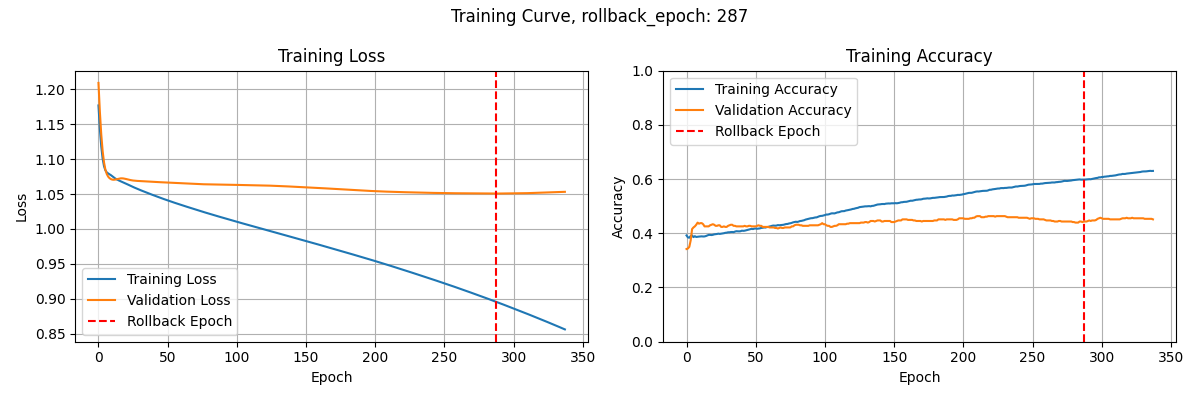 Training Curve, rollback_epoch: 287
Training Loss
1.20
1.15
1.10
1.05
1.00
0.95
0.90
0.85
Loss
Training Loss
Validation Loss
Rollback Epoch
0 50 100 150 200 250 300 350
Epoch
Training Accuracy
1.0
0.8
0.6
0.4
0.2
0.0
Accuracy
Training Accuracy
Validation Accuracy
Rollback Epoch
0 50 100 150 200 250 300 350
Epoch